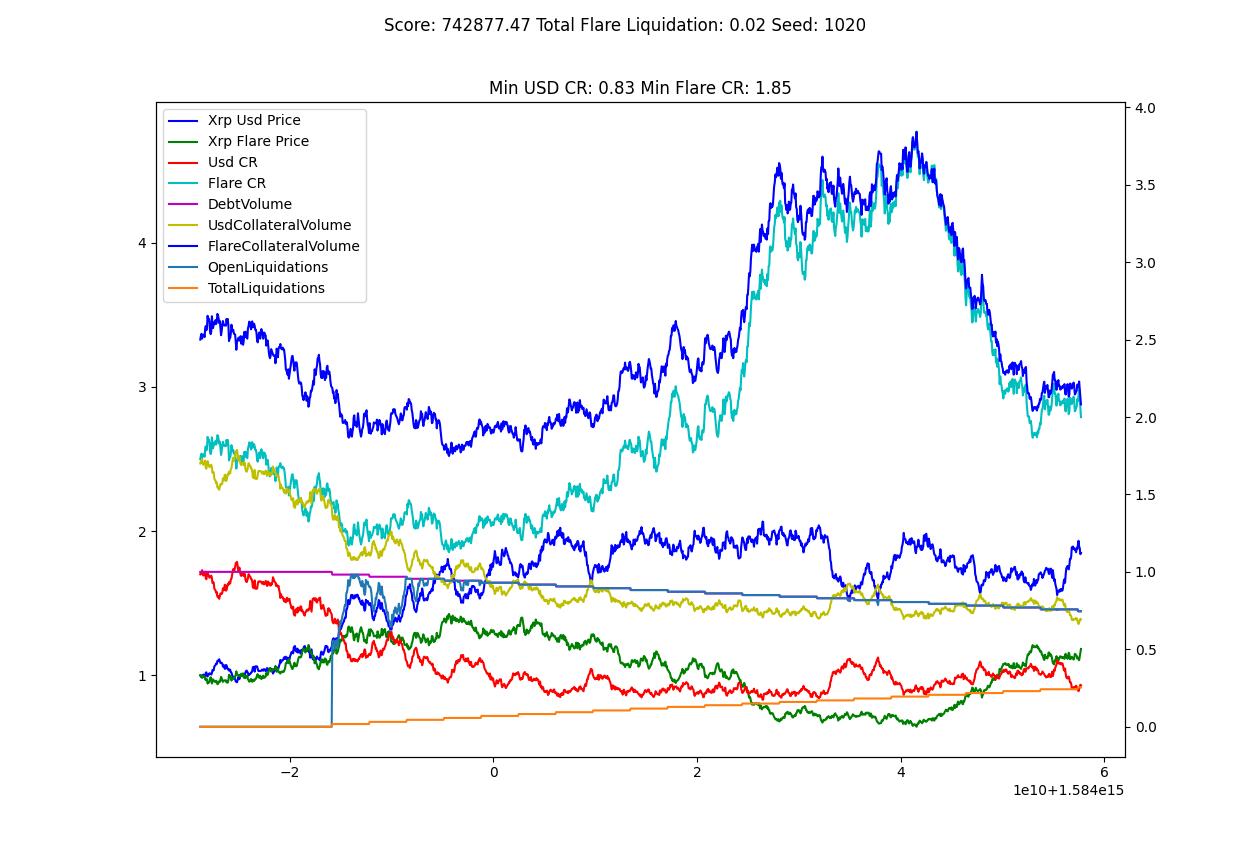 Score: 742877.47 Total Flare Liquidation: 0.02 Seed: 1020
Min USD CR: 0.83 Min Flare CR: 1.85
Xrp Usd Price
Xrp Flare Price
Usd CR
Flare CR
DebtVolume
UsdCollateralVolume
FlareCollateralVolume
OpenLiquidations
TotalLiquidations
4
3
2
1
4.0
3.5
3.0
2.5
2.0
1.5
1.0
0.5
0.0
−2 0 2 4 6
1e10+1.584e15